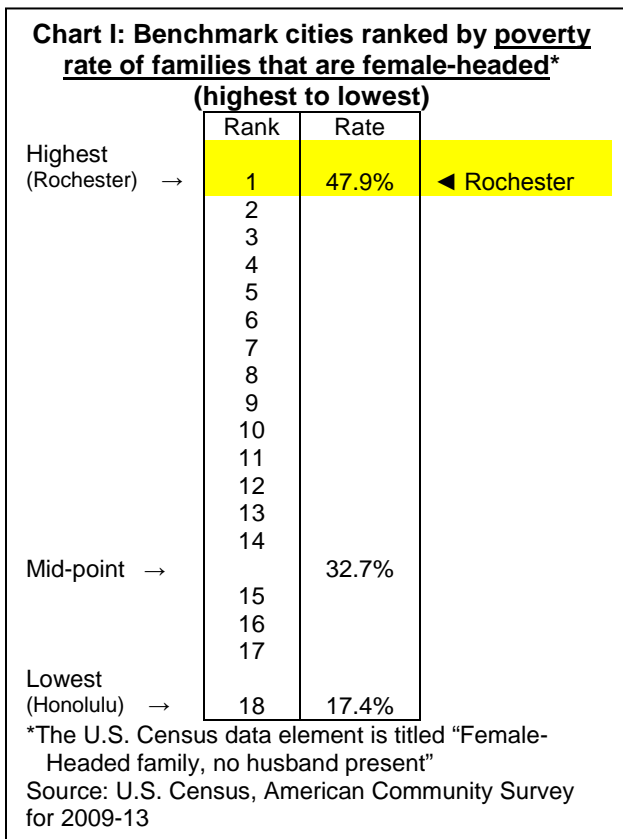 Chart I: Benchmark cities ranked by poverty
rate of families that are female-headed*
(highest to lowest)
Rank Rate
Highest
(Rochester) → 1 47.9% ◄ Rochester
2
3
4
5
6
7
8
9
10
11
12
13
14
Mid-point → 32.7%
15
16
17
Lowest
(Honolulu) → 18 17.4%
*The U.S. Census data element is titled “Female-
Headed family, no husband present”
Source: U.S. Census, American Community Survey
for 2009-13